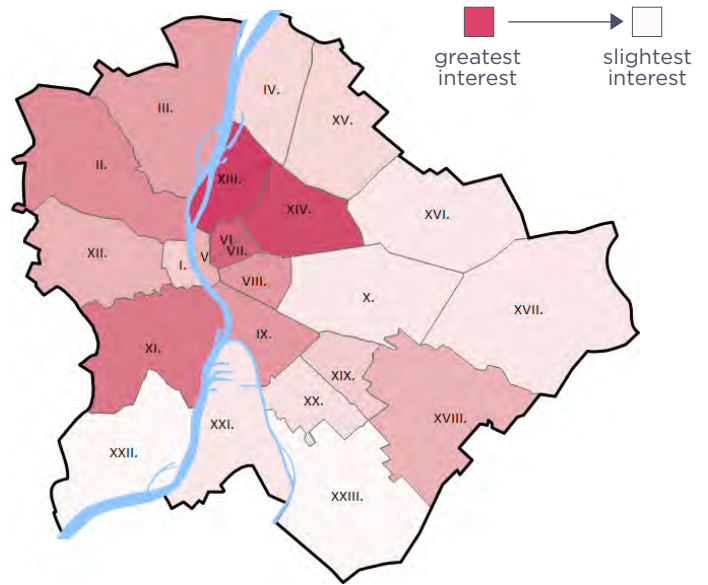 greatest
interest
slightest
interest
III.
IV.
XV.
II.
XIII.
XIV.
XVI.
XII.
I.
V.
VI.
VII.
VIII.
X.
XVII.
XI.
IX.
XIX.
XX.
XVIII.
XXI.
XXII.
XXIII.